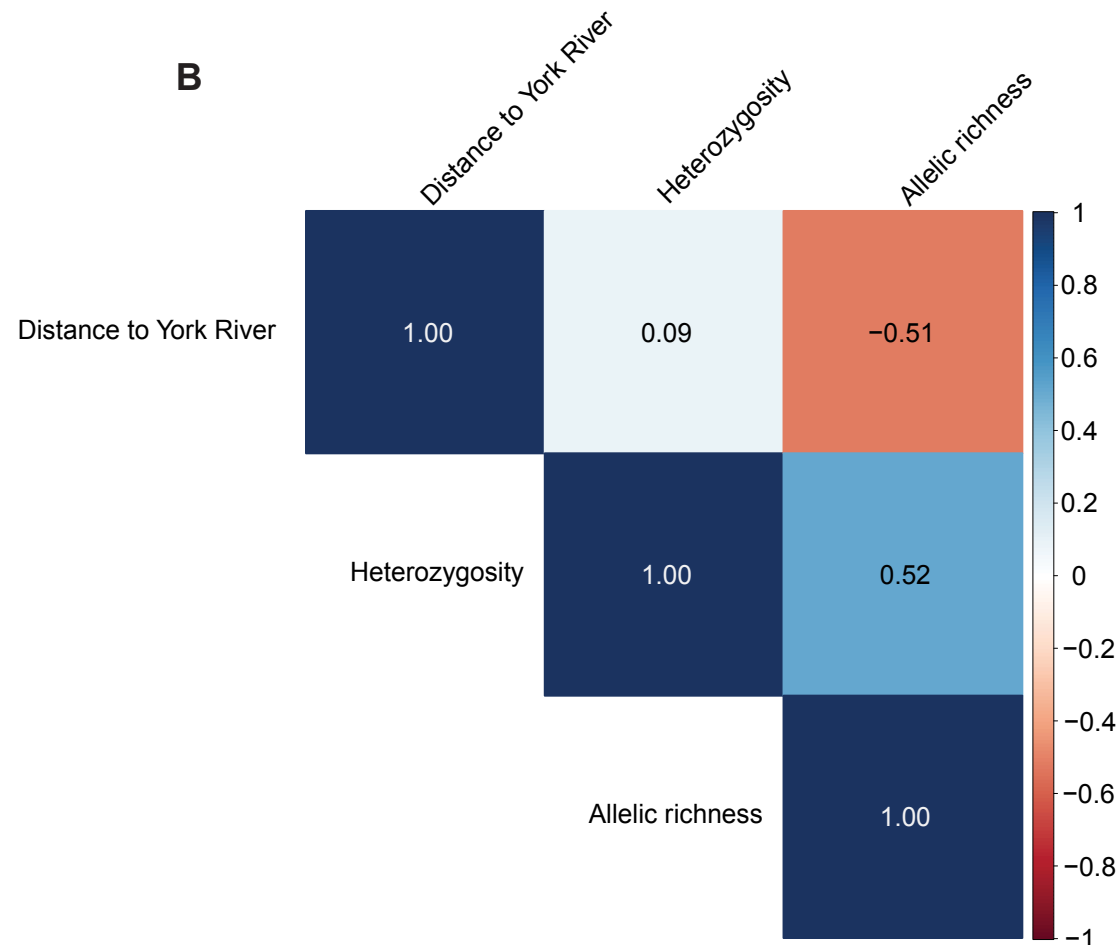 B
Distance to York River
Heterozygosity
Allelic richness
Distance to York River
1.00
0.09
−0.51
Heterozygosity
1.00
0.52
Allelic richness
1.00
1
0.8
0.6
0.4
0.2
0
−0.2
−0.4
−0.6
−0.8
−1